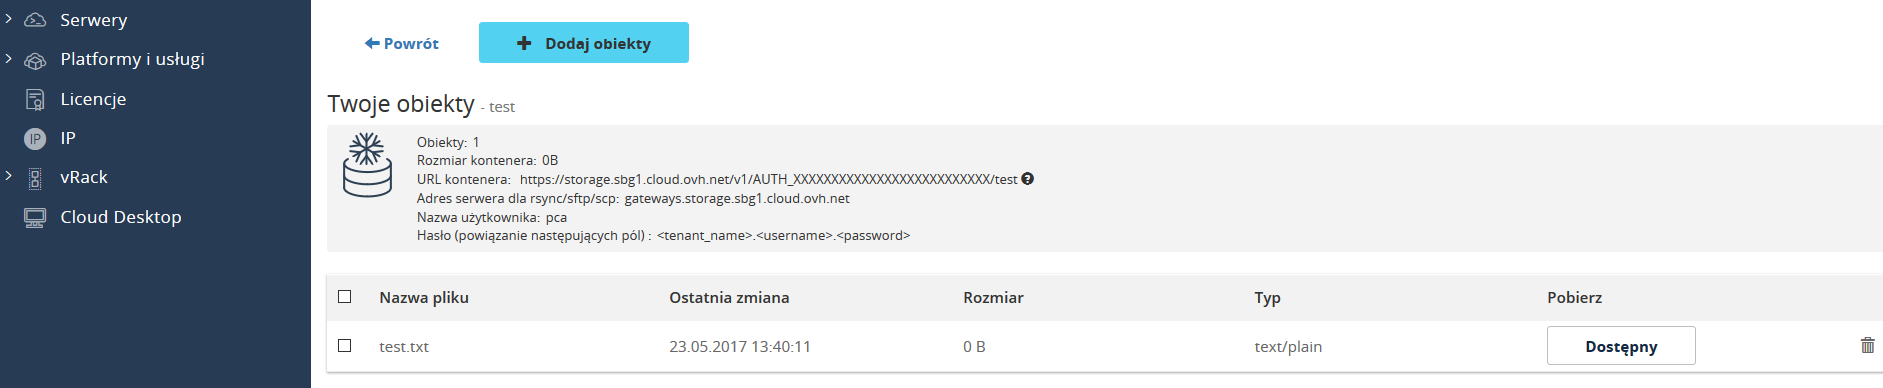 Serwery
Platformy i usługi
Licencje
IP IP
vRack
Cloud Desktop
Powrót
Dodaj obiekty
Twoje obiekty - test
Obiekty: 1
Rozmiar kontenera: 0B
URL kontenera: https://storage.sbg1.cloud.ovh.net/v1/AUTH_XXXXXXXXXXXXXXXXXXXXXXXXXX/test ?
Adres serwera dla rsync/sftp/scp: gateways.storage.sbg1.cloud.ovh.net
Nazwa użytkownika: pca
Hasło (powiązanie następujących pól) : <tenant_name>.<username>.<password>
Nazwa pliku Ostatnia zmiana Rozmiar Typ Pobierz
test.txt 23.05.2017 13:40:11 0 B text/plain Dostępny